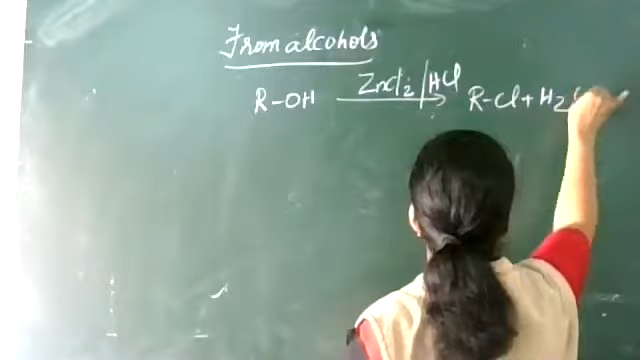 From alcohols
ZnCl2/HCl
R-OH → R-Cl + H2